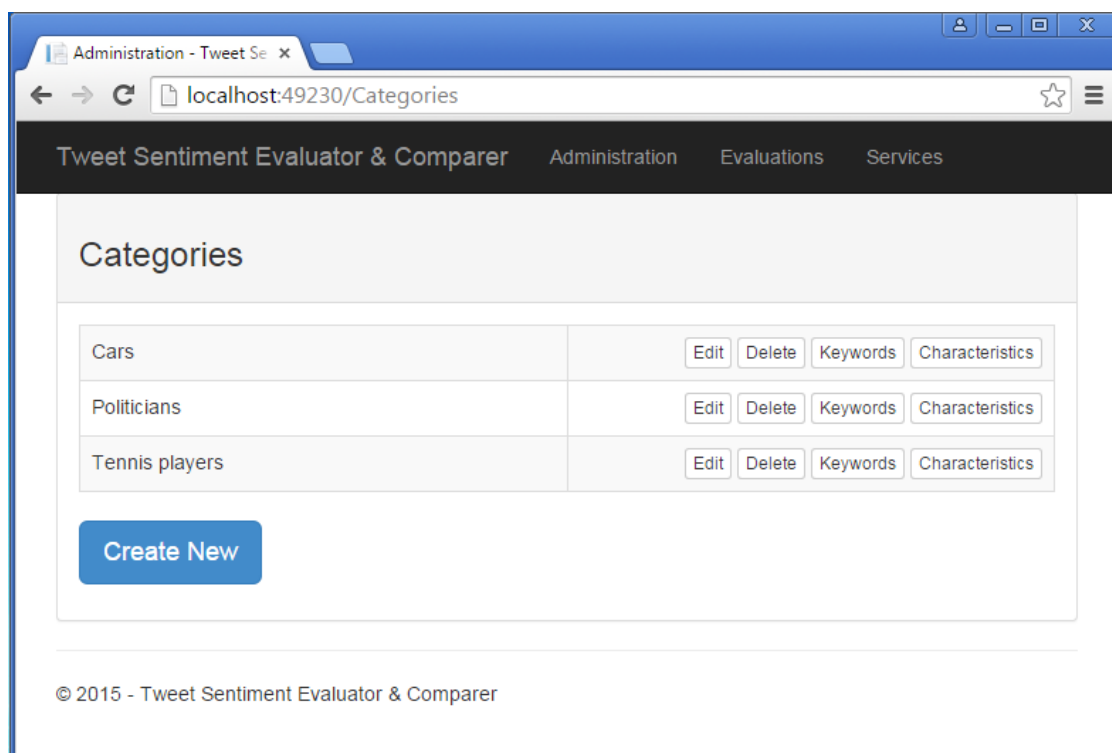 Administration - Tweet Se
localhost:49230/Categories
Tweet Sentiment Evaluator & Comparer Administration Evaluations Services
Categories
Cars Edit Delete Keywords Characteristics
Politicians Edit Delete Keywords Characteristics
Tennis players Edit Delete Keywords Characteristics
Create New
© 2015 - Tweet Sentiment Evaluator & Comparer